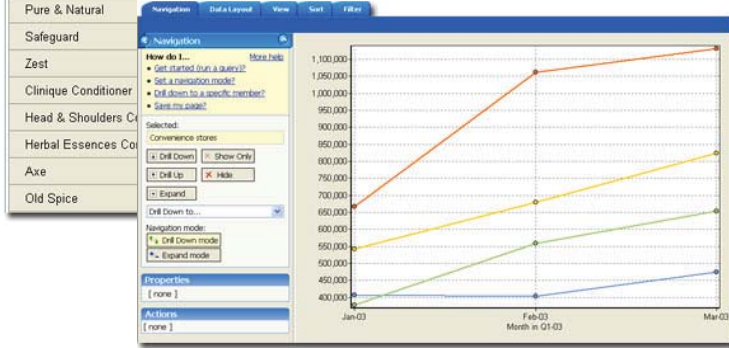 Pure & Natural
Safeguard
Zest
Clinique Conditioner
Head & Shoulders Co
Herbal Essences Co
Axe
Old Spice
Navigation Data Layout View Sort Filter
Navigation
How do I... More help
Get started (run a query)?
Set a navigation mode?
Drill down to a specific member?
Save my page?
Selected:
Convenience stores
Drill Down Show Only
Drill Up Hide
Expand
Drill Down to...
Navigation mode:
Drill Down mode
Expand mode
Properties
[ none ]
Actions
[ none ]
1,100,000
1,050,000
1,000,000
950,000
900,000
850,000
800,000
750,000
700,000
650,000
600,000
550,000
500,000
450,000
400,000
Jan-03 Feb-03 Mar-03
Month in Q1-03